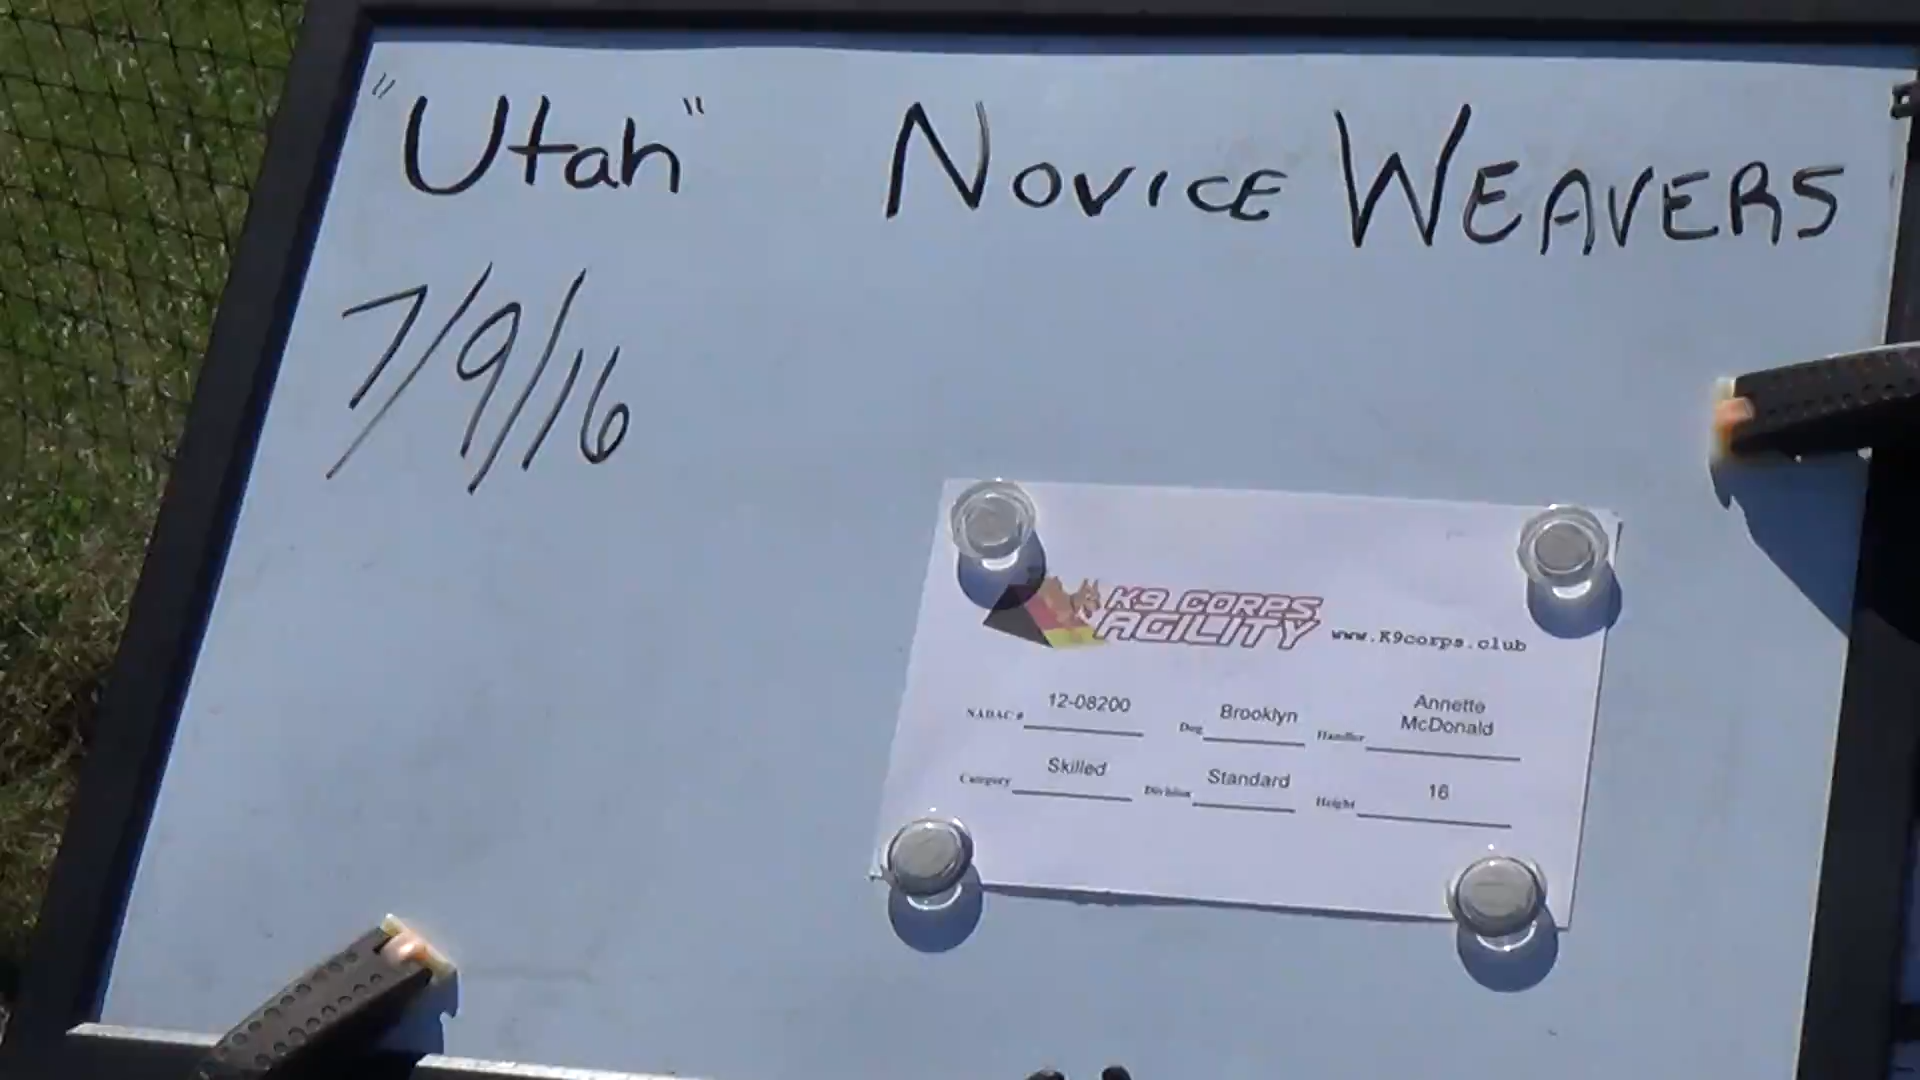 "Utah" NOVICE WEAVERS
7/9/16
K9 CORPS
AGILITY www.K9corps.club
NADAC # 12-08200 Dog Brooklyn Handler Annette McDonald
Category Skilled Division Standard Height 16